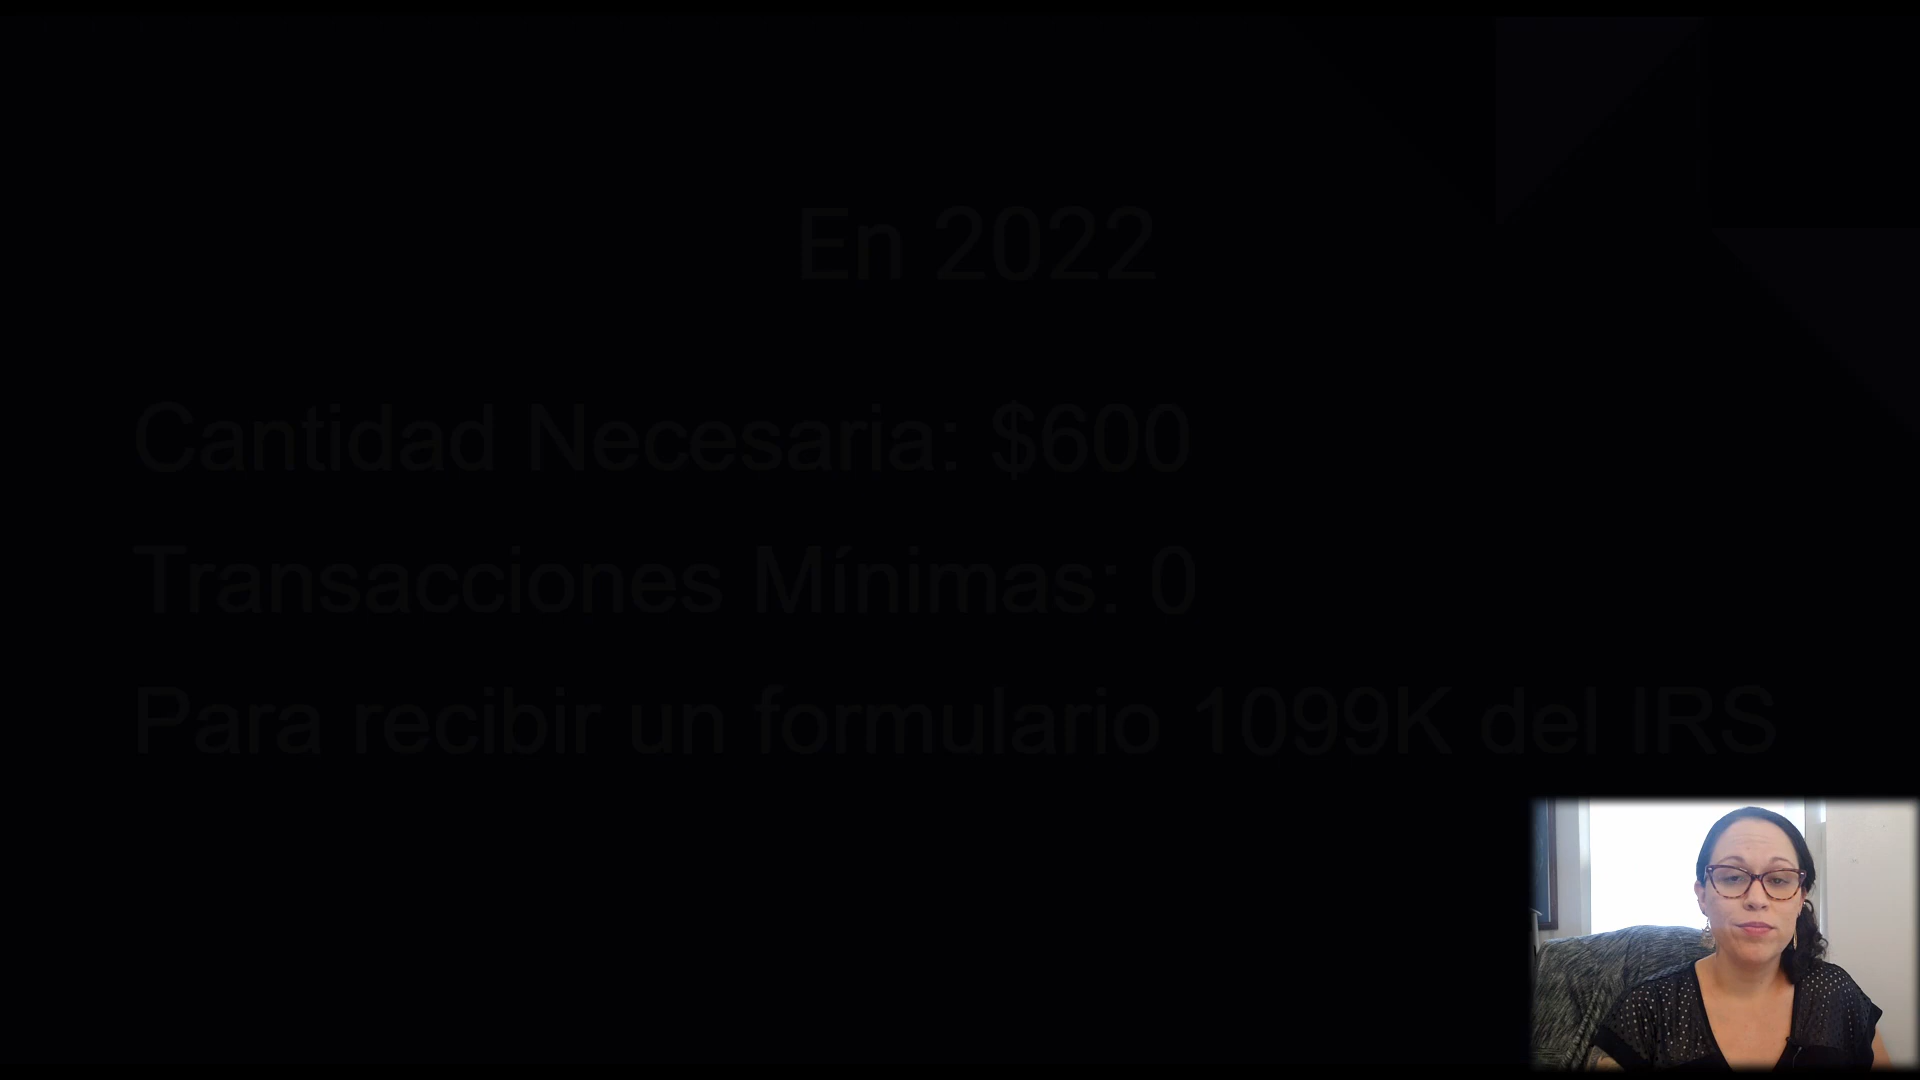 En 2022
Cantidad Necesaria: $600
Transacciones Mínimas: 0
Para recibir un formulario 1099K del IRS